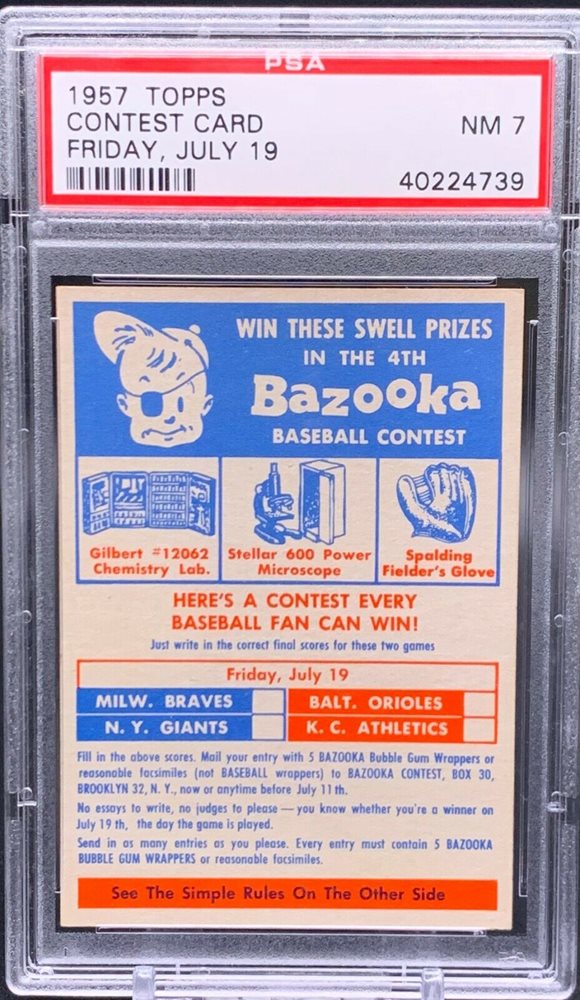 PSA
1957 TOPPS
CONTEST CARD
NM 7
FRIDAY, JULY 19
40224739
WIN THESE SWELL PRIZES
IN THE 4TH
Bazooka
BASEBALL CONTEST
Gilbert #12062
Chemistry Lab.
Stellar 600 Power
Microscope
Spalding
Fielder's Glove
HERE'S A CONTEST EVERY
BASEBALL FAN CAN WIN!
Just write in the correct final scores for these two games
Friday, July 19
MILW. BRAVES
N. Y. GIANTS
BALT. ORIOLES
K. C. ATHLETICS
Fill in the above scores. Mail your entry with 5 BAZOOKA Bubble Gum Wrappers or
reasonable facsimiles (not BASEBALL wrappers) to BAZOOKA CONTEST, BOX 30,
BROOKLYN 32, N. Y., now or anytime before July 11th.
No essays to write, no judges to please — you know whether you're a winner on
July 19 th, the day the game is played.
Send in as many entries as you please. Every entry must contain 5 BAZOOKA
BUBBLE GUM WRAPPERS or reasonable facsimiles.
See The Simple Rules On The Other Side